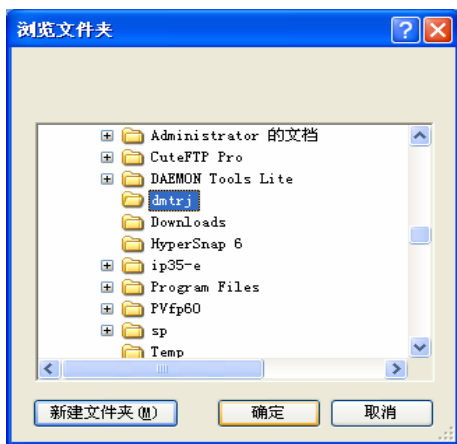 浏览文件夹
Administrator 的文档
CuteFTP Pro
DAEMON Tools Lite
dmtrj
Downloads
HyperSnap 6
ip35-e
Program Files
PVfp60
sp
Temp
新建文件夹(M) 确定 取消